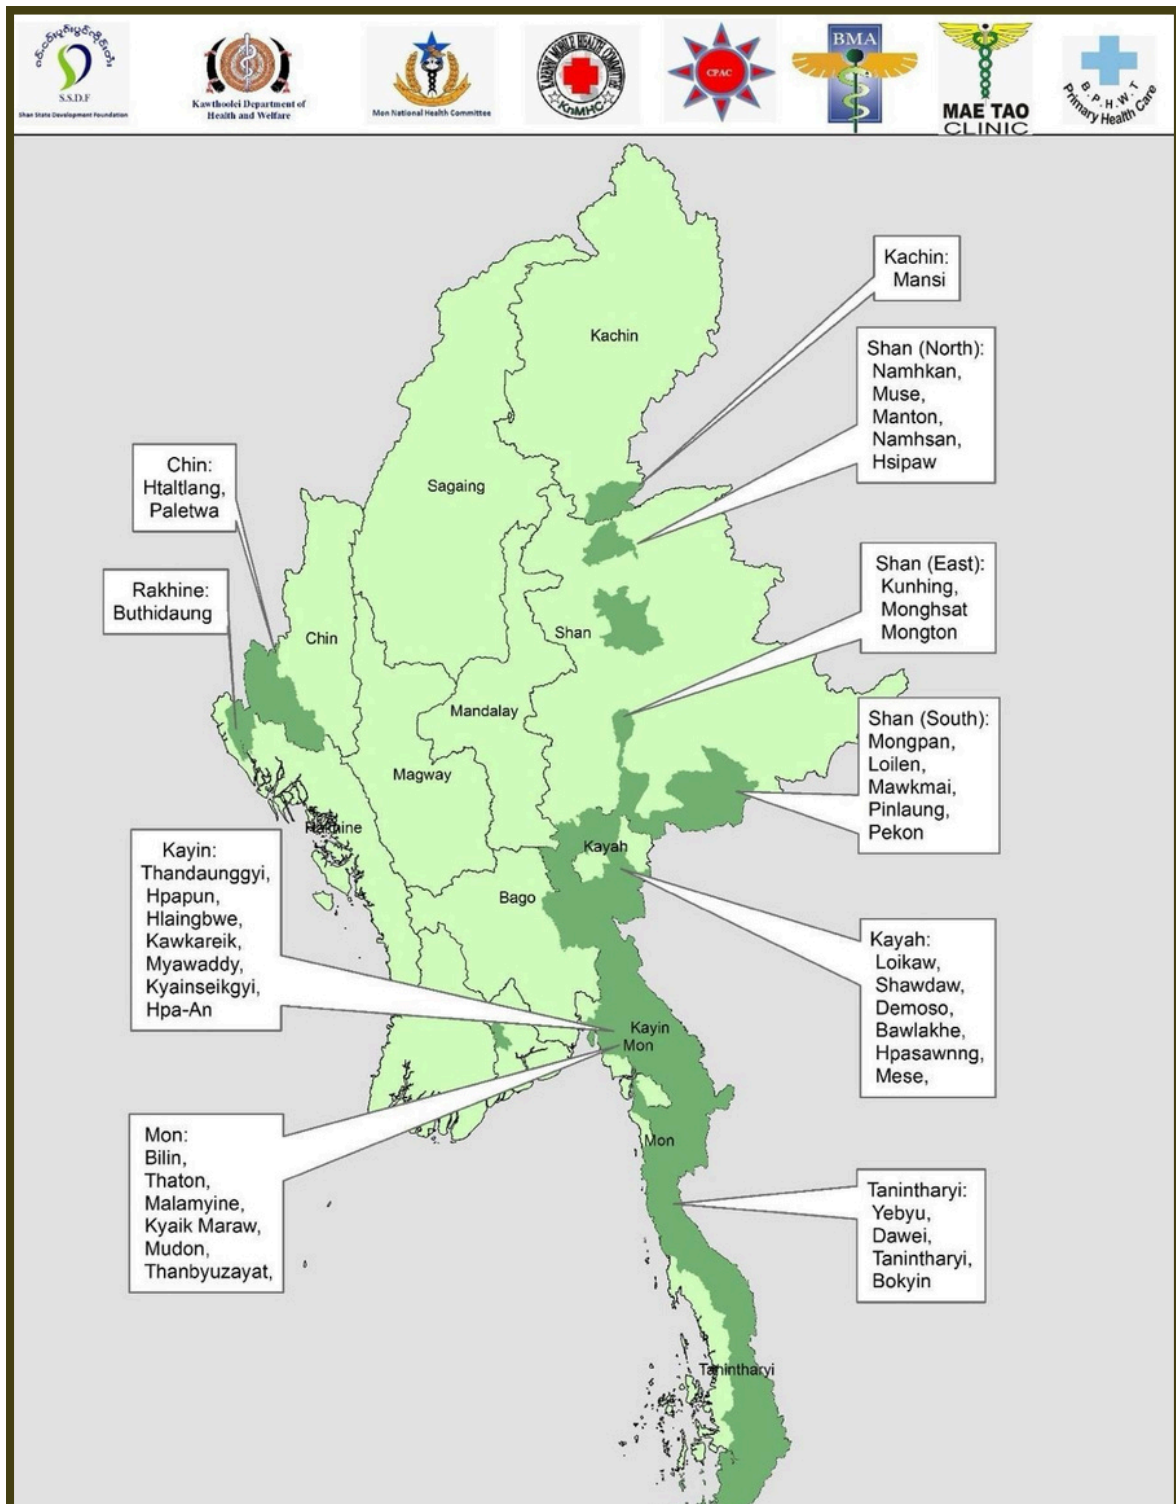 S.S.D.F
Shan State Development Foundation
Kawthoolei Department of
Health and Welfare
Mon National Health Committee
KARENNI MOBILE HEALTH COMMITTEE
KnMHC
CPAC
BMA
MAE TAO
CLINIC
B.P.H.W.T
Primary Health Care
Kachin:
Mansi
Shan (North):
Namhkan,
Muse,
Manton,
Namhsan,
Hsipaw
Chin:
Htaltlang,
Paletwa
Rakhine:
Buthidaung
Shan (East):
Kunhing,
Monghsat
Mongton
Shan (South):
Mongpan,
Loilen,
Mawkmai,
Pinlaung,
Pekon
Kayin:
Thandaunggyi,
Hpapun,
Hlaingbwe,
Kawkareik,
Myawaddy,
Kyainseikgyi,
Hpa-An
Kayah:
Loikaw,
Shawdaw,
Demoso,
Bawlakhe,
Hpasawnng,
Mese,
Mon:
Bilin,
Thaton,
Malamyine,
Kyaik Maraw,
Mudon,
Thanbyuzayat,
Tanintharyi:
Yebyu,
Dawei,
Tanintharyi,
Bokyin
Kachin
Sagaing
Chin
Shan
Mandalay
Magway
Rakhine
Kayah
Bago
Kayin
Mon
Mon
Tanintharyi